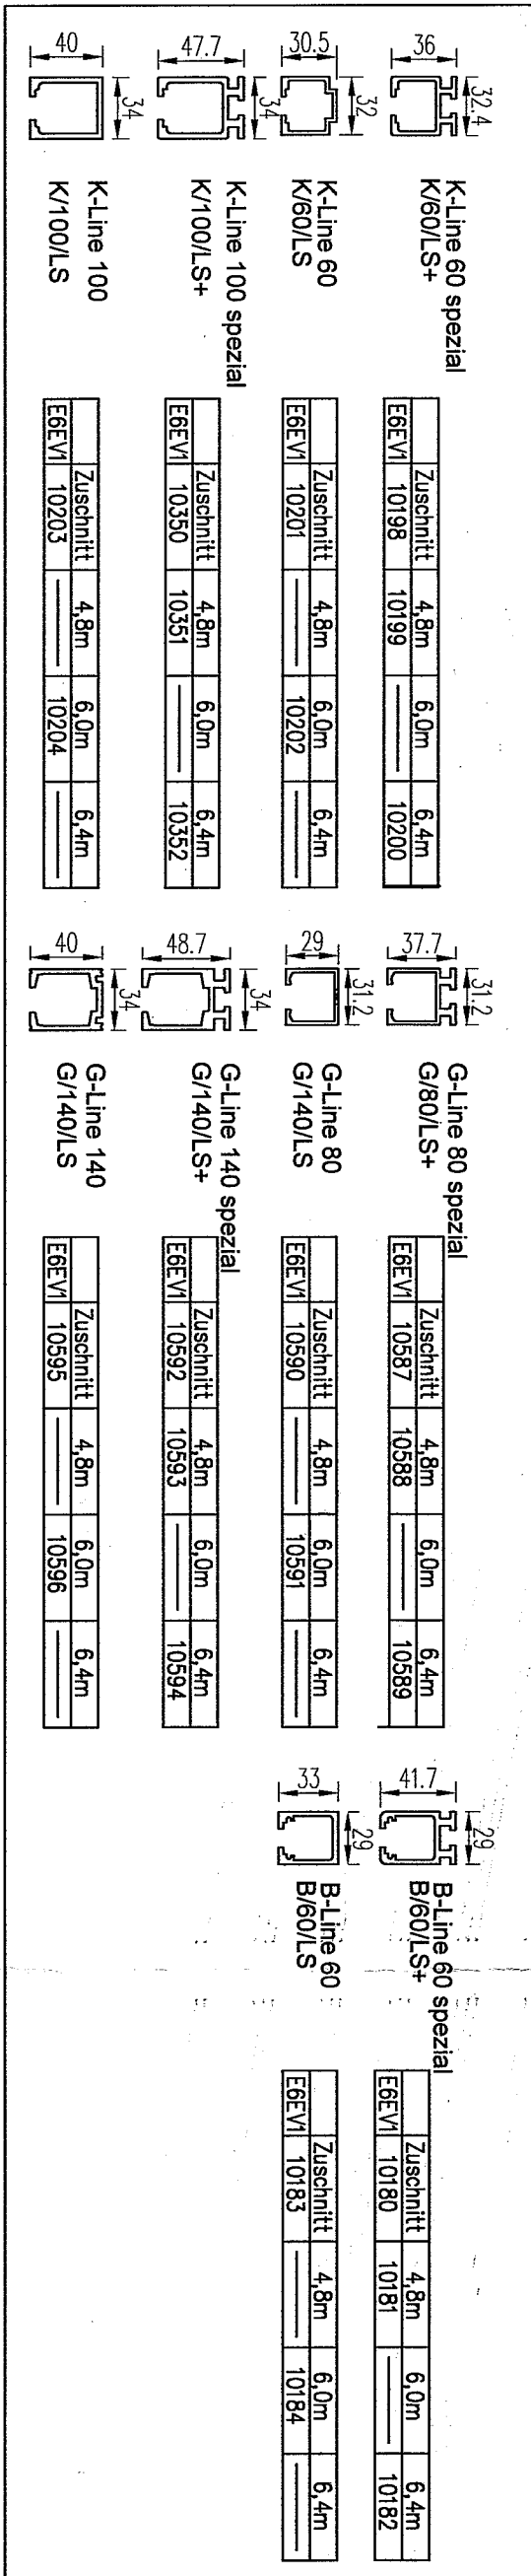 36
32.4
K-Line 60 spezial
K/60/LS+
Zuschnitt 4,8m 6,0m 6,4m
E6EV1 10198 10199 —— 10200
30.5
32
K-Line 60
K/60/LS
Zuschnitt 4,8m 6,0m 6,4m
E6EV1 10201 —— 10202 ——
47.7
34
K-Line 100 spezial
K/100/LS+
Zuschnitt 4,8m 6,0m 6,4m
E6EV1 10350 10351 —— 10352
40
34
K-Line 100
K/100/LS
Zuschnitt 4,8m 6,0m 6,4m
E6EV1 10203 —— 10204 ——
37.7
31.2
G-Line 80 spezial
G/80/LS+
Zuschnitt 4,8m 6,0m 6,4m
E6EV1 10587 10588 —— 10589
29
31.2
G-Line 80
G/140/LS
Zuschnitt 4,8m 6,0m 6,4m
E6EV1 10590 —— 10591 ——
48.7
34
G-Line 140 spezial
G/140/LS+
Zuschnitt 4,8m 6,0m 6,4m
E6EV1 10592 10593 —— 10594
40
34
G-Line 140
G/140/LS
Zuschnitt 4,8m 6,0m 6,4m
E6EV1 10595 —— 10596 ——
41.7
29
B-Line 60 spezial
B/60/LS+
Zuschnitt 4,8m 6,0m 6,4m
E6EV1 10180 10181 —— 10182
33
29
B-Line 60
B/60/LS
Zuschnitt 4,8m 6,0m 6,4m
E6EV1 10183 —— 10184 ——